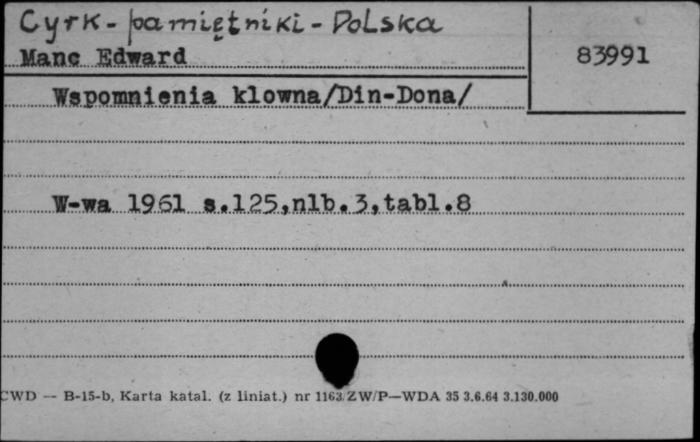 Cyrk - pamiętniki - Polska
Manc Edward
83991
Wspomnienia klowna/Din-Dona/
W-wa 1961 s.125,nlb.3,tabl.8
CWD — B-15-b, Karta katal. (z liniat.) nr 1163/ZW/P—WDA 35 3.6.64 3.130.000